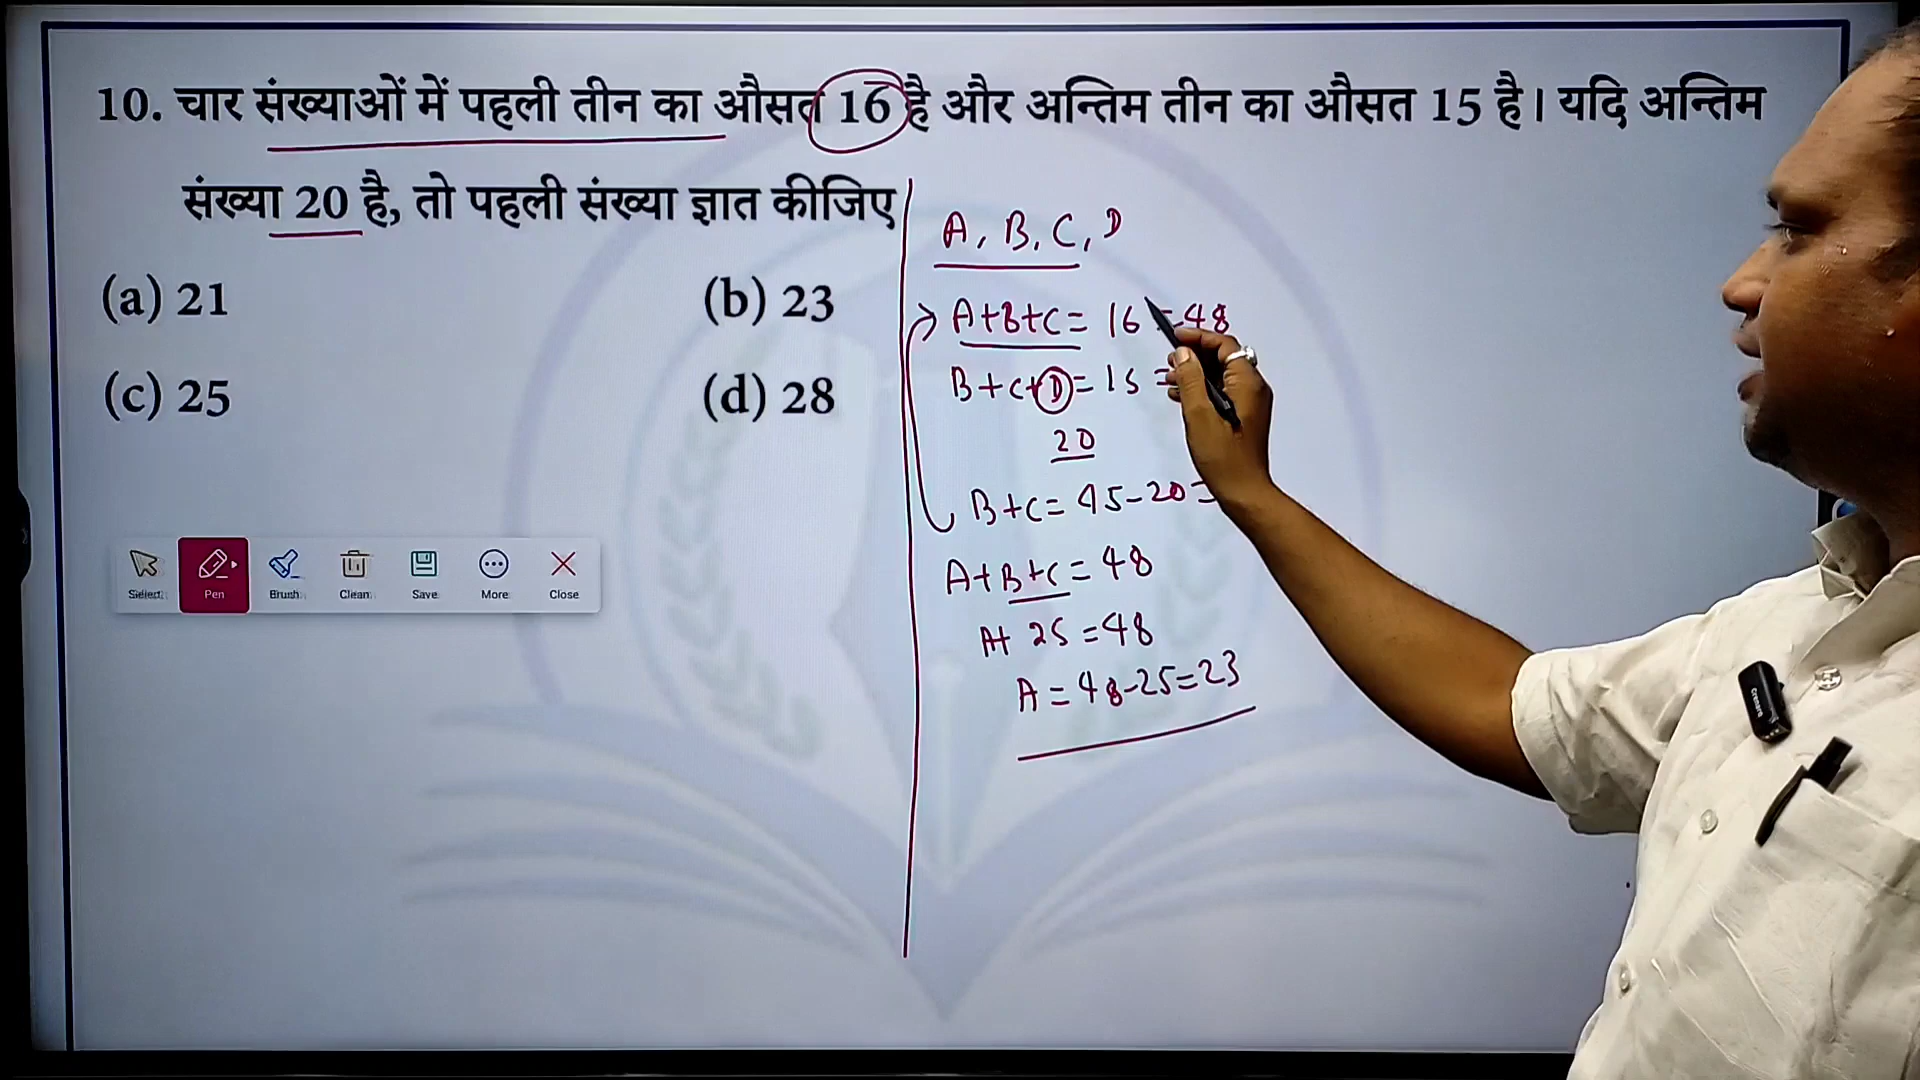 10. चार संख्याओं में पहली तीन का औसत 16 है और अन्तिम तीन का औसत 15 है। यदि अन्तिम
संख्या 20 है, तो पहली संख्या ज्ञात कीजिए
(a) 21 (b) 23
(c) 25 (d) 28
A, B, C, D
A+B+C = 16 = 48
B+C+D = 15 =
20
B+C = 45-20 =
A+B+C = 48
A+ 25 = 48
A = 48-25=23
Select Pen Brush Clean Save More Close